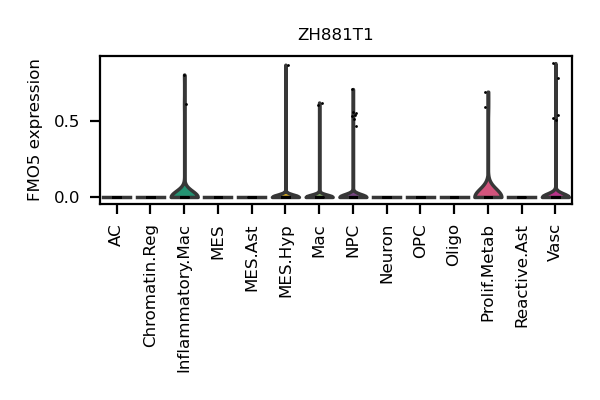 ZH881T1
FMO5 expression
0.5
0.0
AC
Chromatin.Reg
Inflammatory.Mac
MES
MES.Ast
MES.Hyp
Mac
NPC
Neuron
OPC
Oligo
Prolif.Metab
Reactive.Ast
Vasc